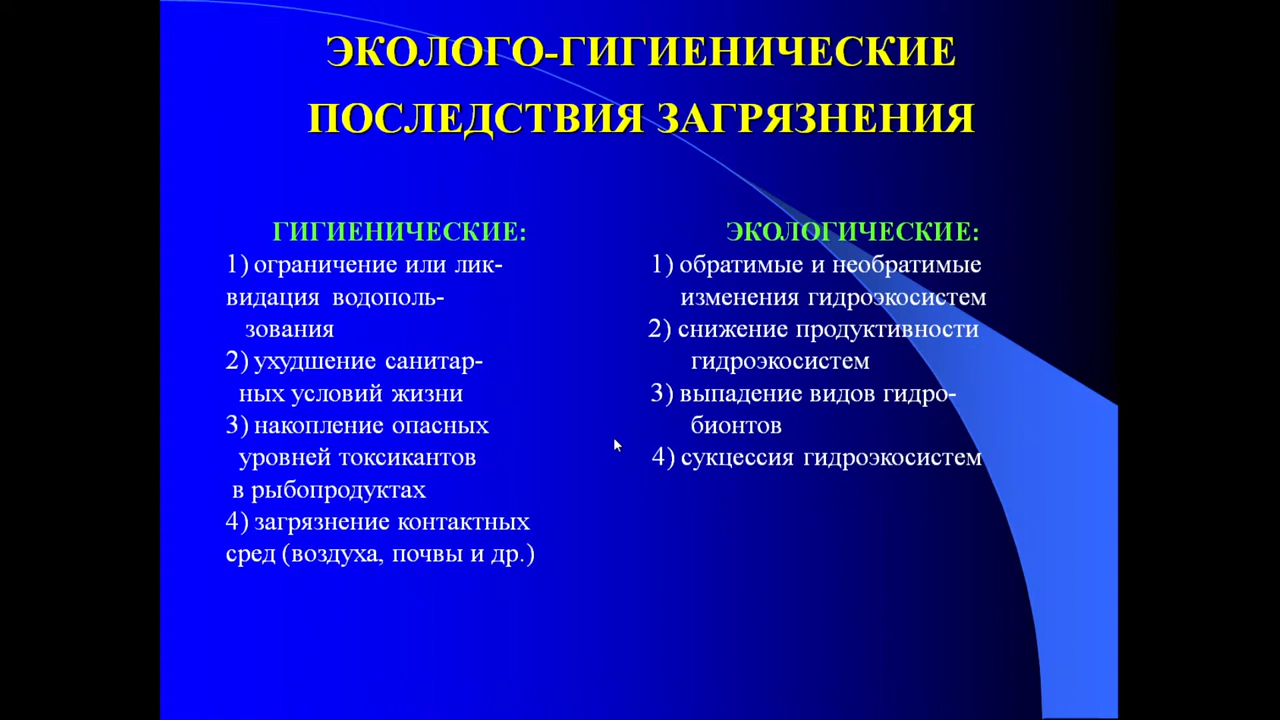 ЭКОЛОГО-ГИГИЕНИЧЕСКИЕ
ПОСЛЕДСТВИЯ ЗАГРЯЗНЕНИЯ
ГИГИЕНИЧЕСКИЕ:
1) ограничение или лик-
видация водополь-
зования
2) ухудшение санитар-
ных условий жизни
3) накопление опасных
уровней токсикантов
в рыбопродуктах
4) загрязнение контактных
сред (воздуха, почвы и др.)
ЭКОЛОГИЧЕСКИЕ:
1) обратимые и необратимые
изменения гидроэкосистем
2) снижение продуктивности
гидроэкосистем
3) выпадение видов гидро-
бионтов
4) сукцессия гидроэкосистем